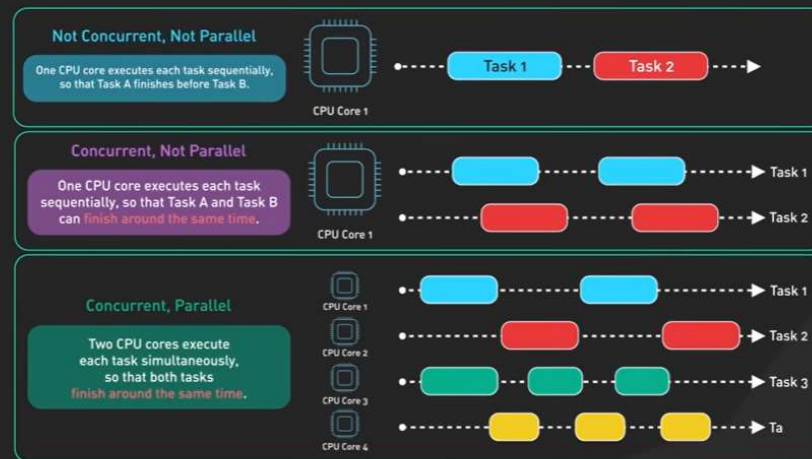 Not Concurrent, Not Parallel
One CPU core executes each task sequentially,
so that Task A finishes before Task B.
CPU Core 1
Task 1
Task 2
Concurrent, Not Parallel
One CPU core executes each task
sequentially, so that Task A and Task B
can finish around the same time.
CPU Core 1
Task 1
Task 2
Concurrent, Parallel
Two CPU cores execute
each task simultaneously,
so that both tasks
finish around the same time.
CPU Core 1
Task 1
CPU Core 2
Task 2
CPU Core 3
Task 3
CPU Core 4
Ta